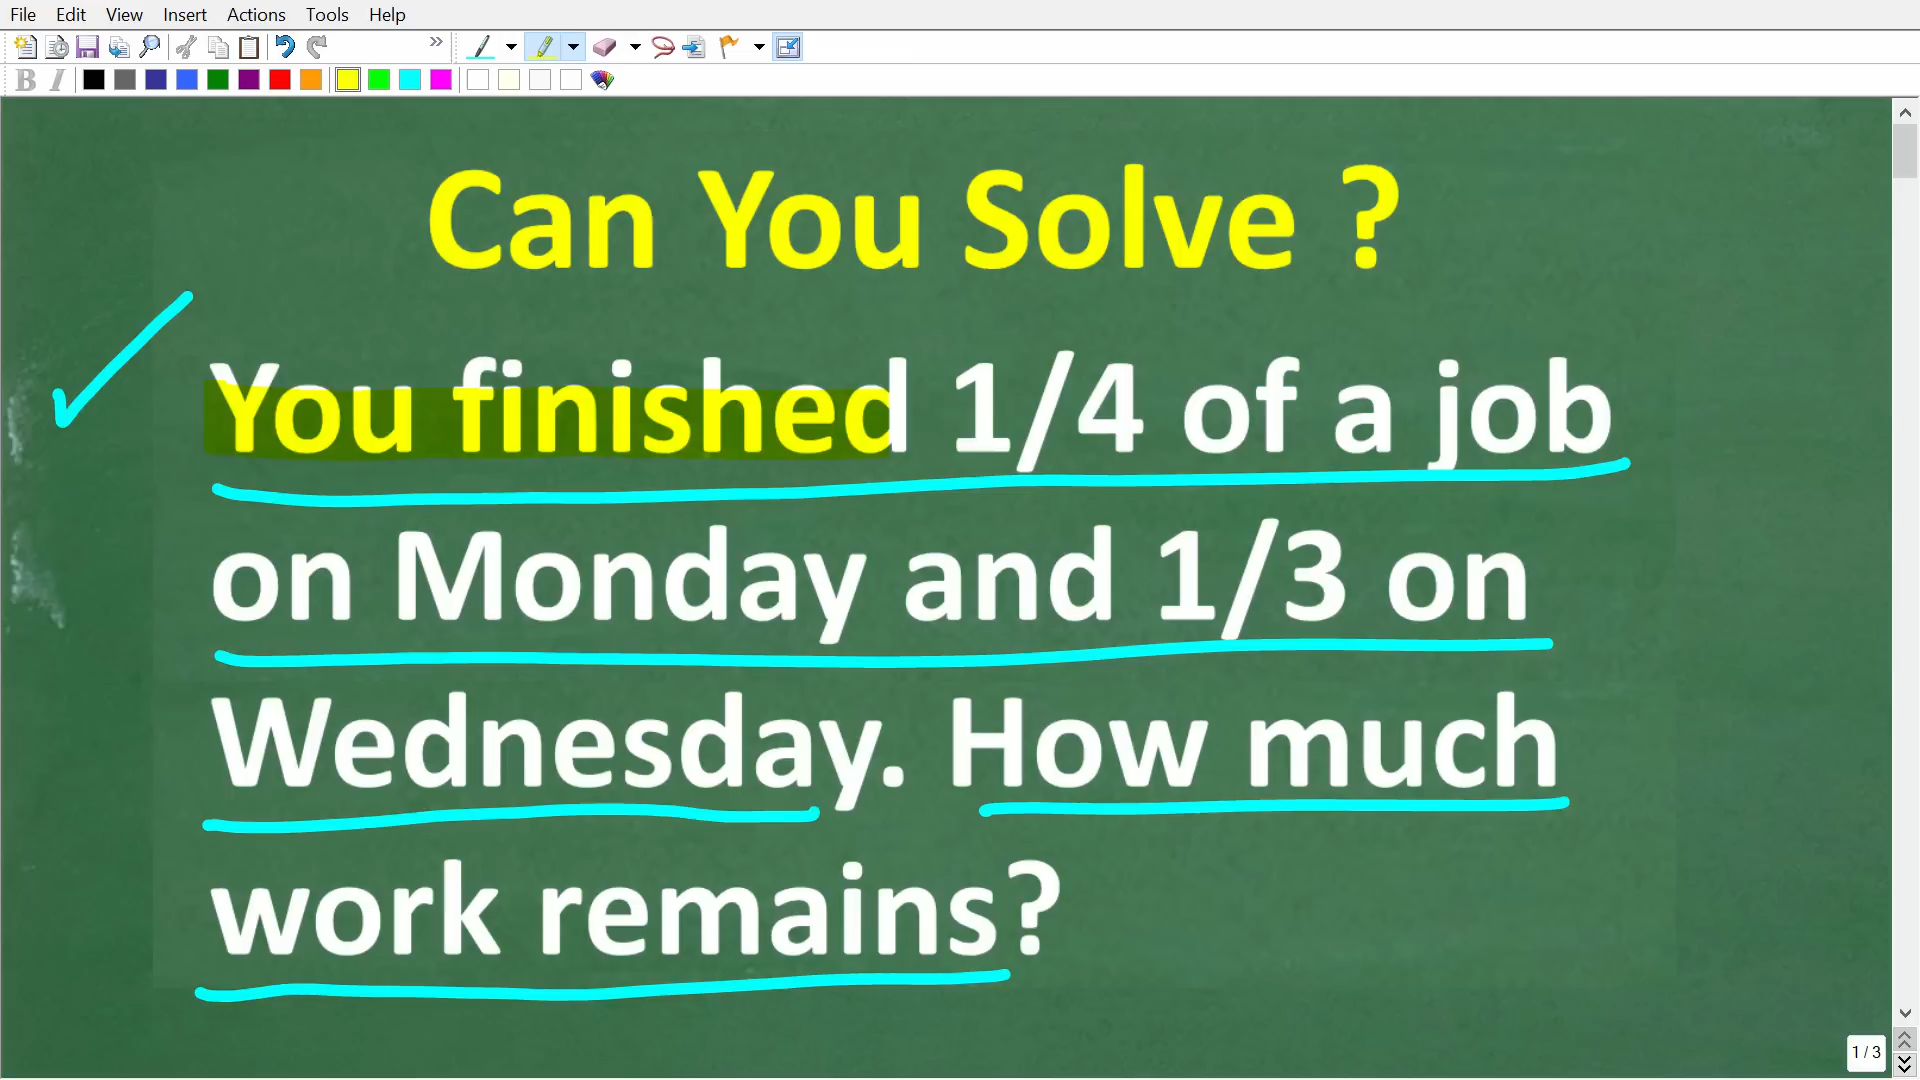 File Edit View Insert Actions Tools Help
B I
Can You Solve ?
You finished 1/4 of a job
on Monday and 1/3 on
Wednesday. How much
work remains?
1 / 3